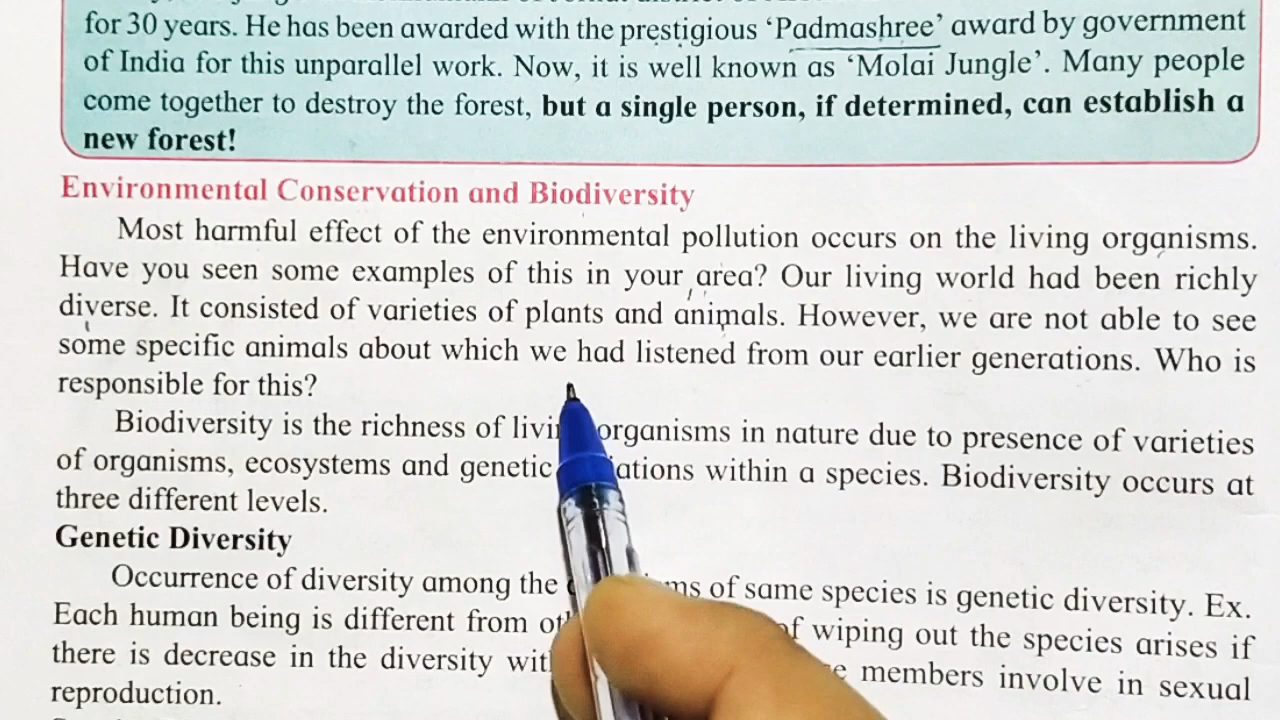 for 30 years. He has been awarded with the prestigious ‘Padmashree’ award by government
of India for this unparallel work. Now, it is well known as ‘Molai Jungle’. Many people
come together to destroy the forest, but a single person, if determined, can establish a
new forest!
Environmental Conservation and Biodiversity
Most harmful effect of the environmental pollution occurs on the living organisms.
Have you seen some examples of this in your area? Our living world had been richly
diverse. It consisted of varieties of plants and animals. However, we are not able to see
some specific animals about which we had listened from our earlier generations. Who is
responsible for this?
Biodiversity is the richness of organisms in nature due to presence of varieties
of organisms, ecosystems and genetic within a species. Biodiversity occurs at
three different levels.
Genetic Diversity
Occurrence of diversity among the of same species is genetic diversity. Ex.
Each human being is different from of wiping out the species arises if
there is decrease in the diversity members involve in sexual
reproduction.